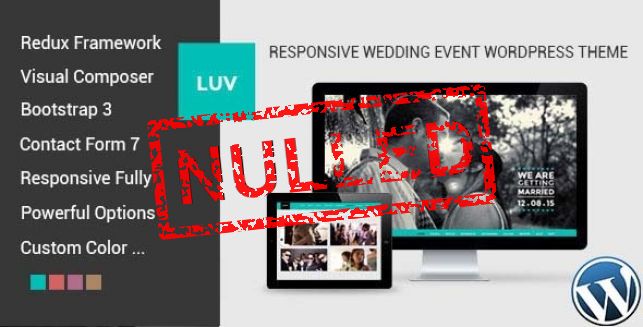 Redux Framework
Visual Composer
Bootstrap 3
Contact Form 7
Responsive Fully
Powerful Options
Custom Color ...
LUV
RESPONSIVE WEDDING EVENT WORDPRESS THEME
NULLED
WE ARE
GETTING
MARRIED
12.08.15